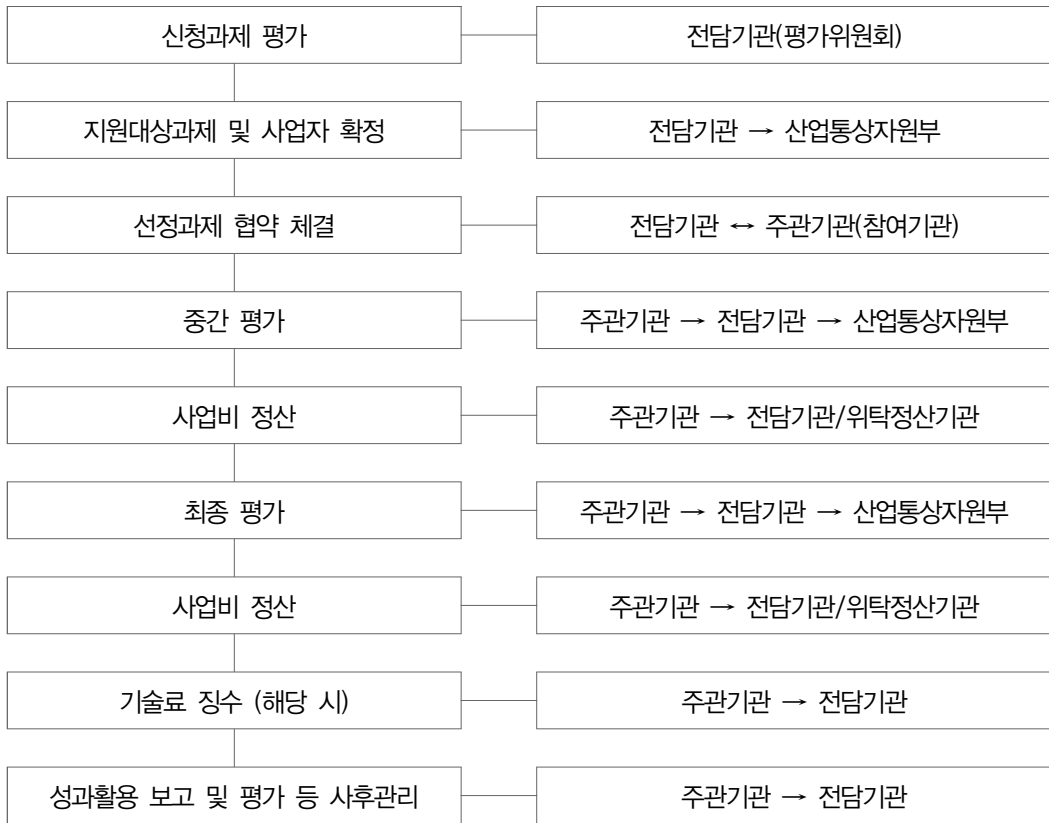 신청과제 평가
전담기관(평가위원회)
지원대상과제 및 사업자 확정
전담기관 → 산업통상자원부
선정과제 협약 체결
전담기관 ↔ 주관기관(참여기관)
중간 평가
주관기관 → 전담기관 → 산업통상자원부
사업비 정산
주관기관 → 전담기관/위탁정산기관
최종 평가
주관기관 → 전담기관 → 산업통상자원부
사업비 정산
주관기관 → 전담기관/위탁정산기관
기술료 징수 (해당 시)
주관기관 → 전담기관
성과활용 보고 및 평가 등 사후관리
주관기관 → 전담기관